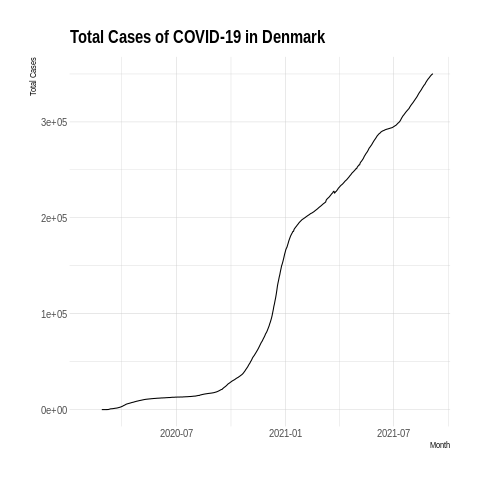 Total Cases of COVID-19 in Denmark
Total Cases
3e+05
2e+05
1e+05
0e+00
2020-07 2021-01 2021-07
Month